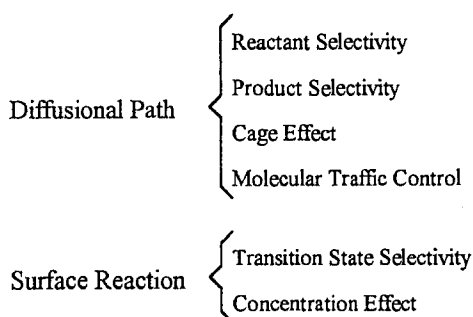 Reactant Selectivity
Product Selectivity
Diffusional Path
Cage Effect
Molecular Traffic Control
Transition State Selectivity
Surface Reaction
Concentration Effect